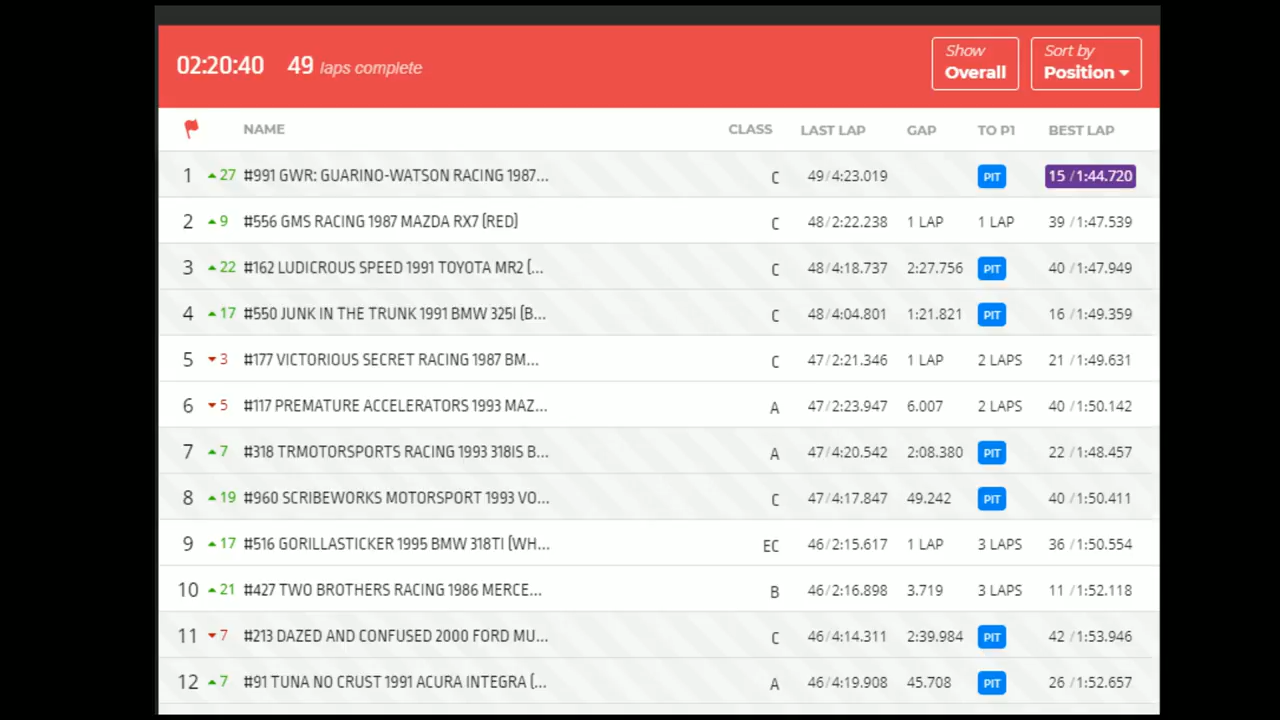 02:20:40 49 laps complete Show Overall Sort by Position
NAME CLASS LAST LAP GAP TO P1 BEST LAP
1 27 #991 GWR: GUARINO-WATSON RACING 1987... C 49/4:23.019 PIT 15 /1:44.720
2 9 #556 GMS RACING 1987 MAZDA RX7 (RED) C 48/2:22.238 1 LAP 1 LAP 39 /1:47.539
3 22 #162 LUDICROUS SPEED 1991 TOYOTA MR2 (... C 48/4:18.737 2:27.756 PIT 40 /1:47.949
4 17 #550 JUNK IN THE TRUNK 1991 BMW 325I (B... C 48/4:04.801 1:21.821 PIT 16 /1:49.359
5 3 #177 VICTORIOUS SECRET RACING 1987 BM... C 47/2:21.346 1 LAP 2 LAPS 21 /1:49.631
6 5 #117 PREMATURE ACCELERATORS 1993 MAZ... A 47/2:23.947 6.007 2 LAPS 40 /1:50.142
7 7 #318 TRMOTORSPORTS RACING 1993 318IS B... A 47/4:20.542 2:08.380 PIT 22 /1:48.457
8 19 #960 SCRIBEWORKS MOTORSPORT 1993 VO... C 47/4:17.847 49.242 PIT 40 /1:50.411
9 17 #516 GORILLASTICKER 1995 BMW 318TI (WH... EC 46/2:15.617 1 LAP 3 LAPS 36 /1:50.554
10 21 #427 TWO BROTHERS RACING 1986 MERCE... B 46/2:16.898 3.719 3 LAPS 11 /1:52.118
11 7 #213 DAZED AND CONFUSED 2000 FORD MU... C 46/4:14.311 2:39.984 PIT 42 /1:53.946
12 7 #91 TUNA NO CRUST 1991 ACURA INTEGRA (... A 46/4:19.908 45.708 PIT 26 /1:52.657